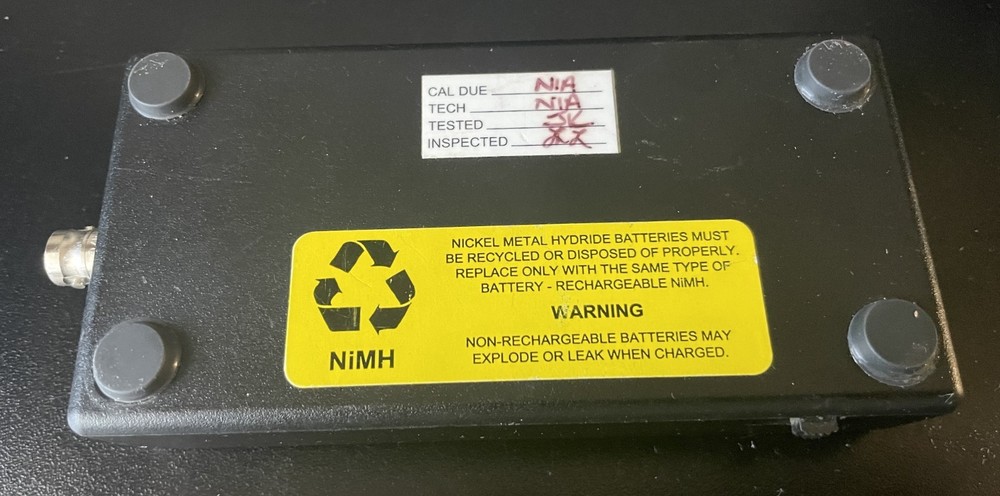 CAL DUE N/A
TECH N/A
TESTED JK
INSPECTED
NICKEL METAL HYDRIDE BATTERIES MUST
BE RECYCLED OR DISPOSED OF PROPERLY.
REPLACE ONLY WITH THE SAME TYPE OF
BATTERY - RECHARGEABLE NiMH.
WARNING
NON-RECHARGEABLE BATTERIES MAY
EXPLODE OR LEAK WHEN CHARGED.
NiMH